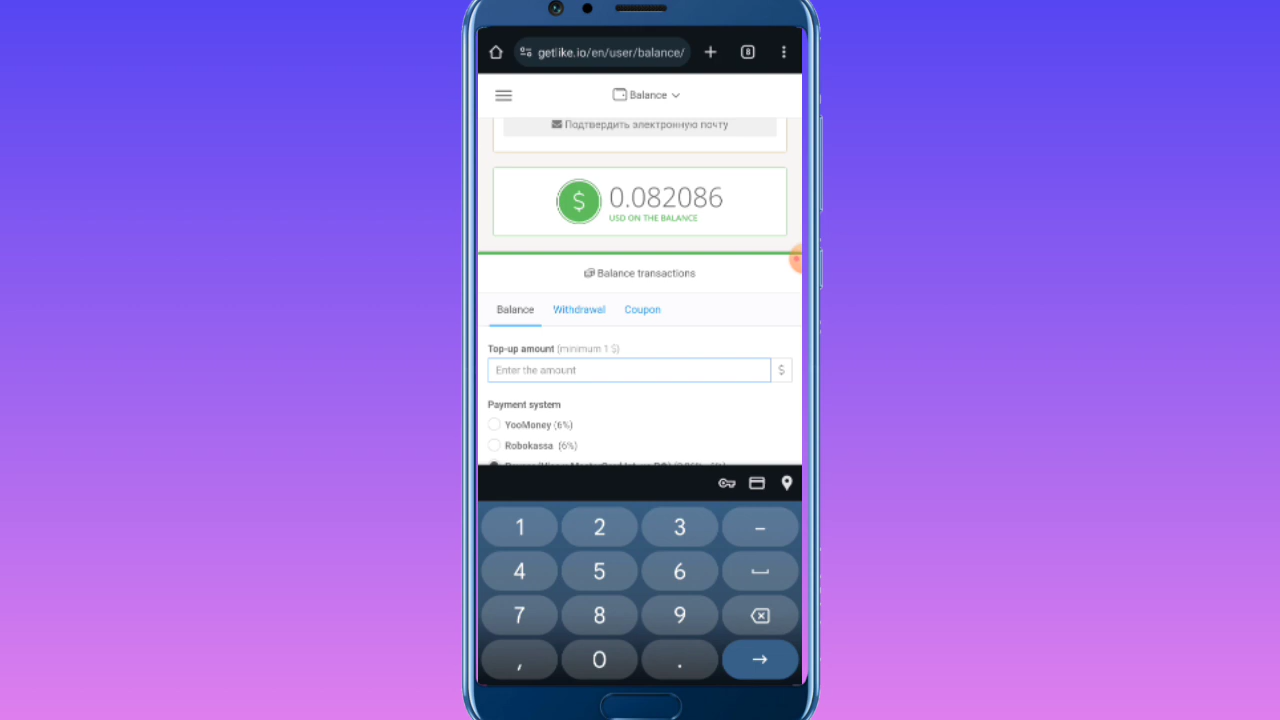 getlike.io/en/user/balance/
8
Balance
Подтвердить электронную почту
$ 0.082086
USD ON THE BALANCE
Balance transactions
Balance Withdrawal Coupon
Top-up amount (minimum 1 $)
Enter the amount $
Payment system
YooMoney (6%)
Robokassa (6%)
1 2 3 –
4 5 6
7 8 9
, 0 .